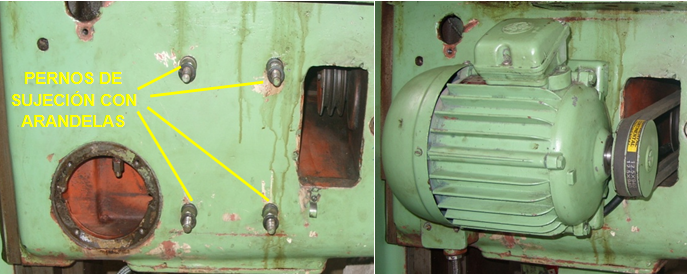 PERNOS DE
SUJECIÓN CON
ARANDELAS